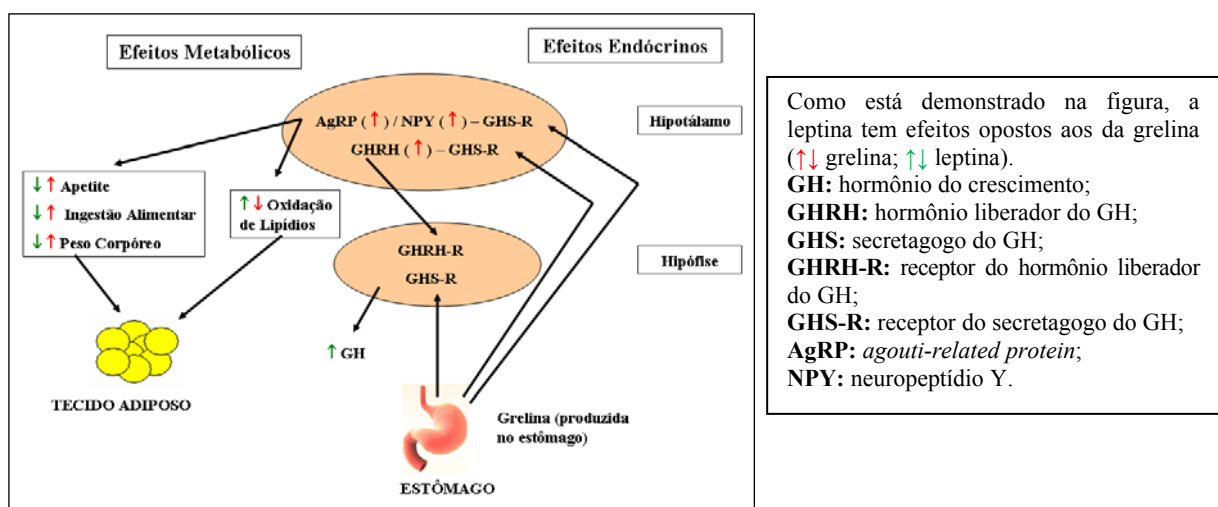 Efeitos Metabólicos
Efeitos Endócrinos
AgRP (↑) / NPY (↑) – GHS-R
GHRH (↑) – GHS-R
Hipotálamo
↓↑ Apetite
↓↑ Ingestão Alimentar
↓↑ Peso Corpóreo
↑↓ Oxidação
de Lipídios
GHRH-R
GHS-R
Hipófise
↑ GH
TECIDO ADIPOSO
Grelina (produzida
no estômago)
ESTÔMAGO
Como está demonstrado na figura, a
leptina tem efeitos opostos aos da grelina
(↑↓ grelina; ↑↓ leptina).
GH: hormônio do crescimento;
GHRH: hormônio liberador do GH;
GHS: secretagogo do GH;
GHRH-R: receptor do hormônio liberador
do GH;
GHS-R: receptor do secretagogo do GH;
AgRP: agouti-related protein;
NPY: neuropeptídio Y.